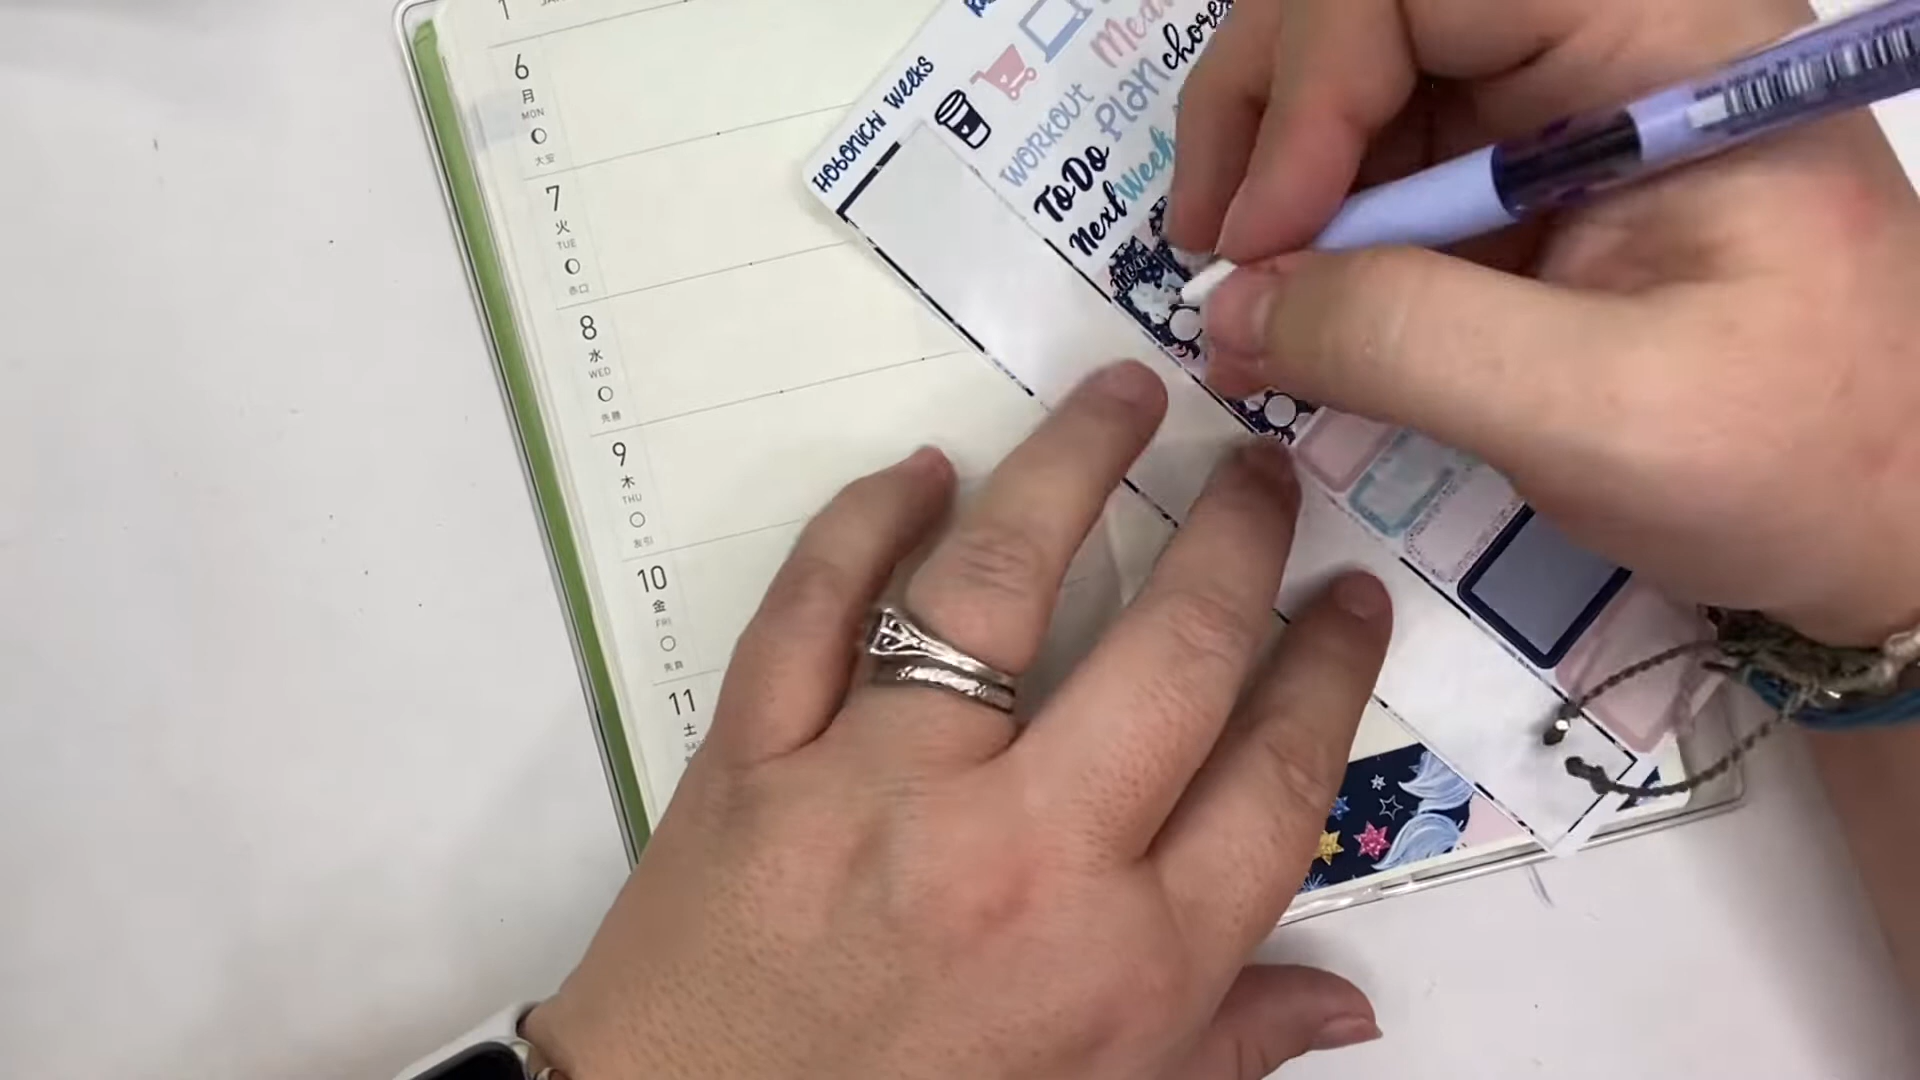 1
6
月
MON
大安
7
火
TUE
赤口
8
水
WED
先勝
9
木
THU
友引
10
金
FRI
先負
11
土
Hobonichi Weeks
chores
WORKOUT
Plan
To Do
Next Week